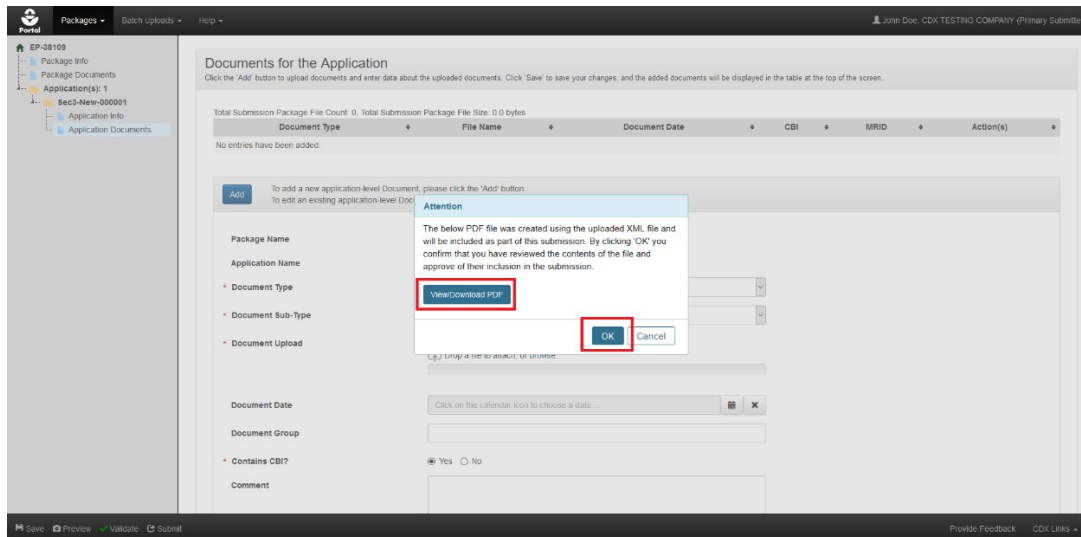 Portal
Packages
Batch Uploads
Help
John Doe, CDX TESTING COMPANY (Primary Submitte
EP-38109
Package Info
Package Documents
Application(s): 1
Sec3-New-000001
Application Info
Application Documents
Documents for the Application
Click the 'Add' button to upload documents and enter data about the uploaded documents. Click 'Save' to save your changes, and the added documents will be displayed in the table at the top of the screen.
Total Submission Package File Count: 0, Total Submission Package File Size: 0.0 bytes
Document Type File Name Document Date CBI MRID Action(s)
No entries have been added.
Add
To add a new application-level Document, please click the 'Add' button.
To edit an existing application-level Doc
Attention
The below PDF file was created using the uploaded XML file and
will be included as part of this submission. By clicking 'OK' you
confirm that you have reviewed the contents of the file and
approve of their inclusion in the submission.
View/Download PDF
OK Cancel
Package Name
Application Name
* Document Type
* Document Sub-Type
* Document Upload
Drop a file to attach, or browse.
Document Date Click on the calendar icon to choose a date ...
Document Group
* Contains CBI? Yes No
Comment
Save Preview Validate Submit
Provide Feedback CDX Links